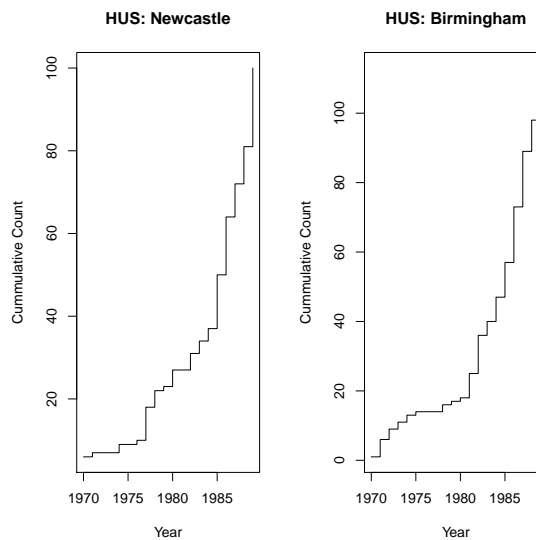 HUS: Newcastle
Cummulative Count
20
40
60
80
100
1970 1975 1980 1985
Year
HUS: Birmingham
Cummulative Count
0
20
40
60
80
100
1970 1975 1980 1985
Year